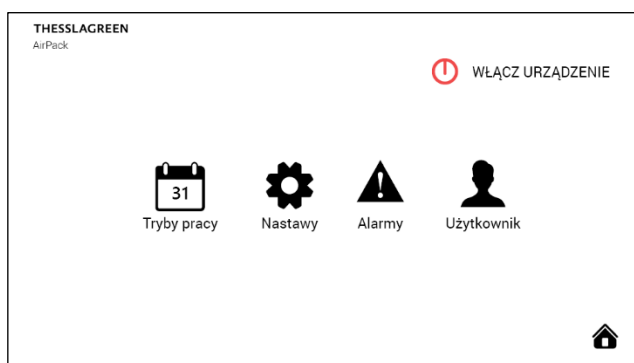 THESSLAGREEN
AirPack
WŁĄCZ URZĄDZENIE
31
Tryby pracy
Nastawy
Alarmy
Użytkownik